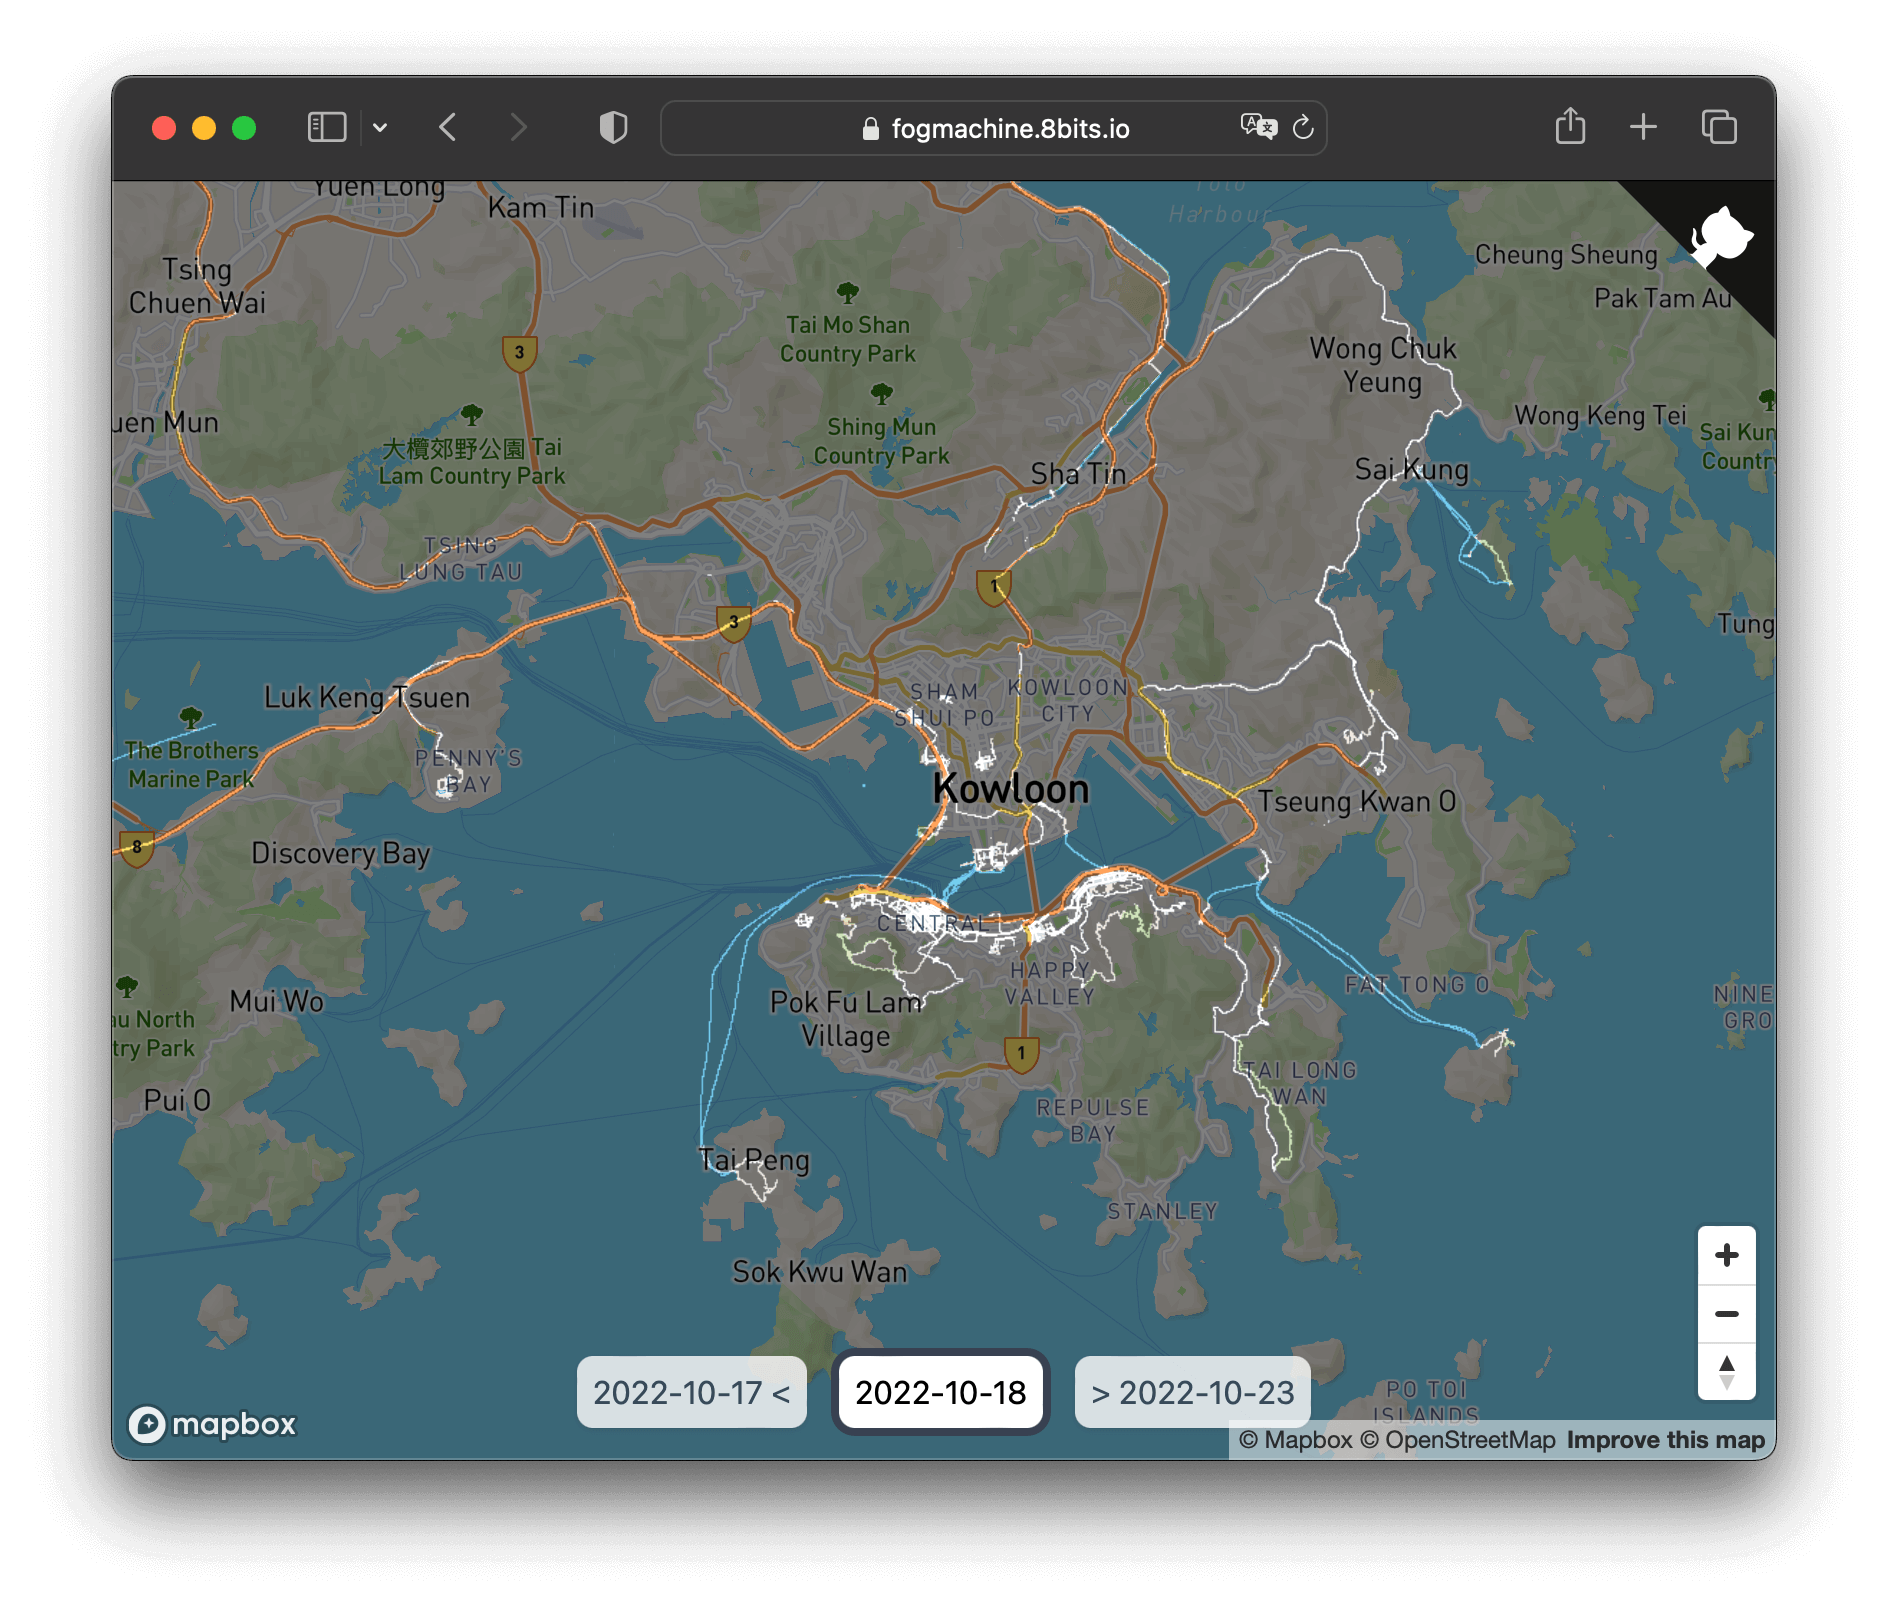 fogmachine.8bits.io
Yuen Long
Kam Tin
Tolo
Harbour
Cheung Sheung
Pak Tam Au
Tsing
Chuen Wai
Tai Mo Shan
Country Park
3
Wong Chuk
Yeung
Shing Mun
Country Park
Wong Keng Tei
Sai Kun
Country
uen Mun
大欖郊野公園 Tai
Lam Country Park
Sha Tin
Sai Kung
TSING
LUNG TAU
1
3
Tung
Luk Keng Tsuen
SHAM
SHUI PO
KOWLOON
CITY
The Brothers
Marine Park
PENNY'S
BAY
Kowloon
Tseung Kwan O
8
Discovery Bay
CENTRAL
HAPPY
VALLEY
FAT TONG O
NINE
GRO
Mui Wo
Pok Fu Lam
Village
au North
try Park
1
TAI LONG
WAN
Pui O
REPULSE
BAY
Tai Peng
STANLEY
Sok Kwu Wan
2022-10-17 <
2022-10-18
> 2022-10-23
PO TOI
ISLANDS
mapbox
© Mapbox © OpenStreetMap Improve this map